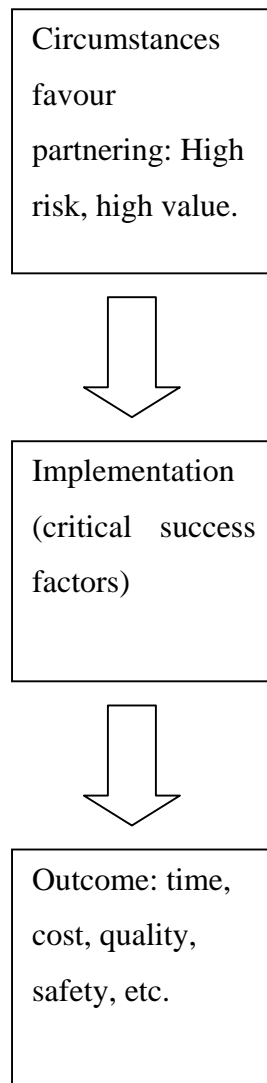 Circumstances
favour
partnering: High
risk, high value.
Implementation
(critical success
factors)
Outcome: time,
cost, quality,
safety, etc.